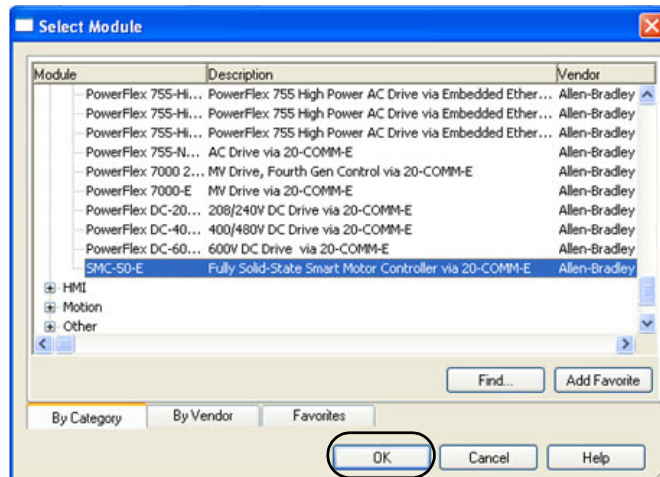 Select Module
Module Description Vendor
PowerFlex 755-Hi... PowerFlex 755 High Power AC Drive via Embedded Ether... Allen-Bradley
PowerFlex 755-Hi... PowerFlex 755 High Power AC Drive via Embedded Ether... Allen-Bradley
PowerFlex 755-Hi... PowerFlex 755 High Power AC Drive via Embedded Ether... Allen-Bradley
PowerFlex 755-N... AC Drive via 20-COMM-E Allen-Bradley
PowerFlex 7000 2... MV Drive, Fourth Gen Control via 20-COMM-E Allen-Bradley
PowerFlex 7000-E MV Drive via 20-COMM-E Allen-Bradley
PowerFlex DC-20... 208/240V DC Drive via 20-COMM-E Allen-Bradley
PowerFlex DC-40... 400/480V DC Drive via 20-COMM-E Allen-Bradley
PowerFlex DC-60... 600V DC Drive via 20-COMM-E Allen-Bradley
SMC-50-E Fully Solid-State Smart Motor Controller via 20-COMM-E Allen-Bradley
HMI
Motion
Other
Find... Add Favorite
By Category By Vendor Favorites
OK Cancel Help